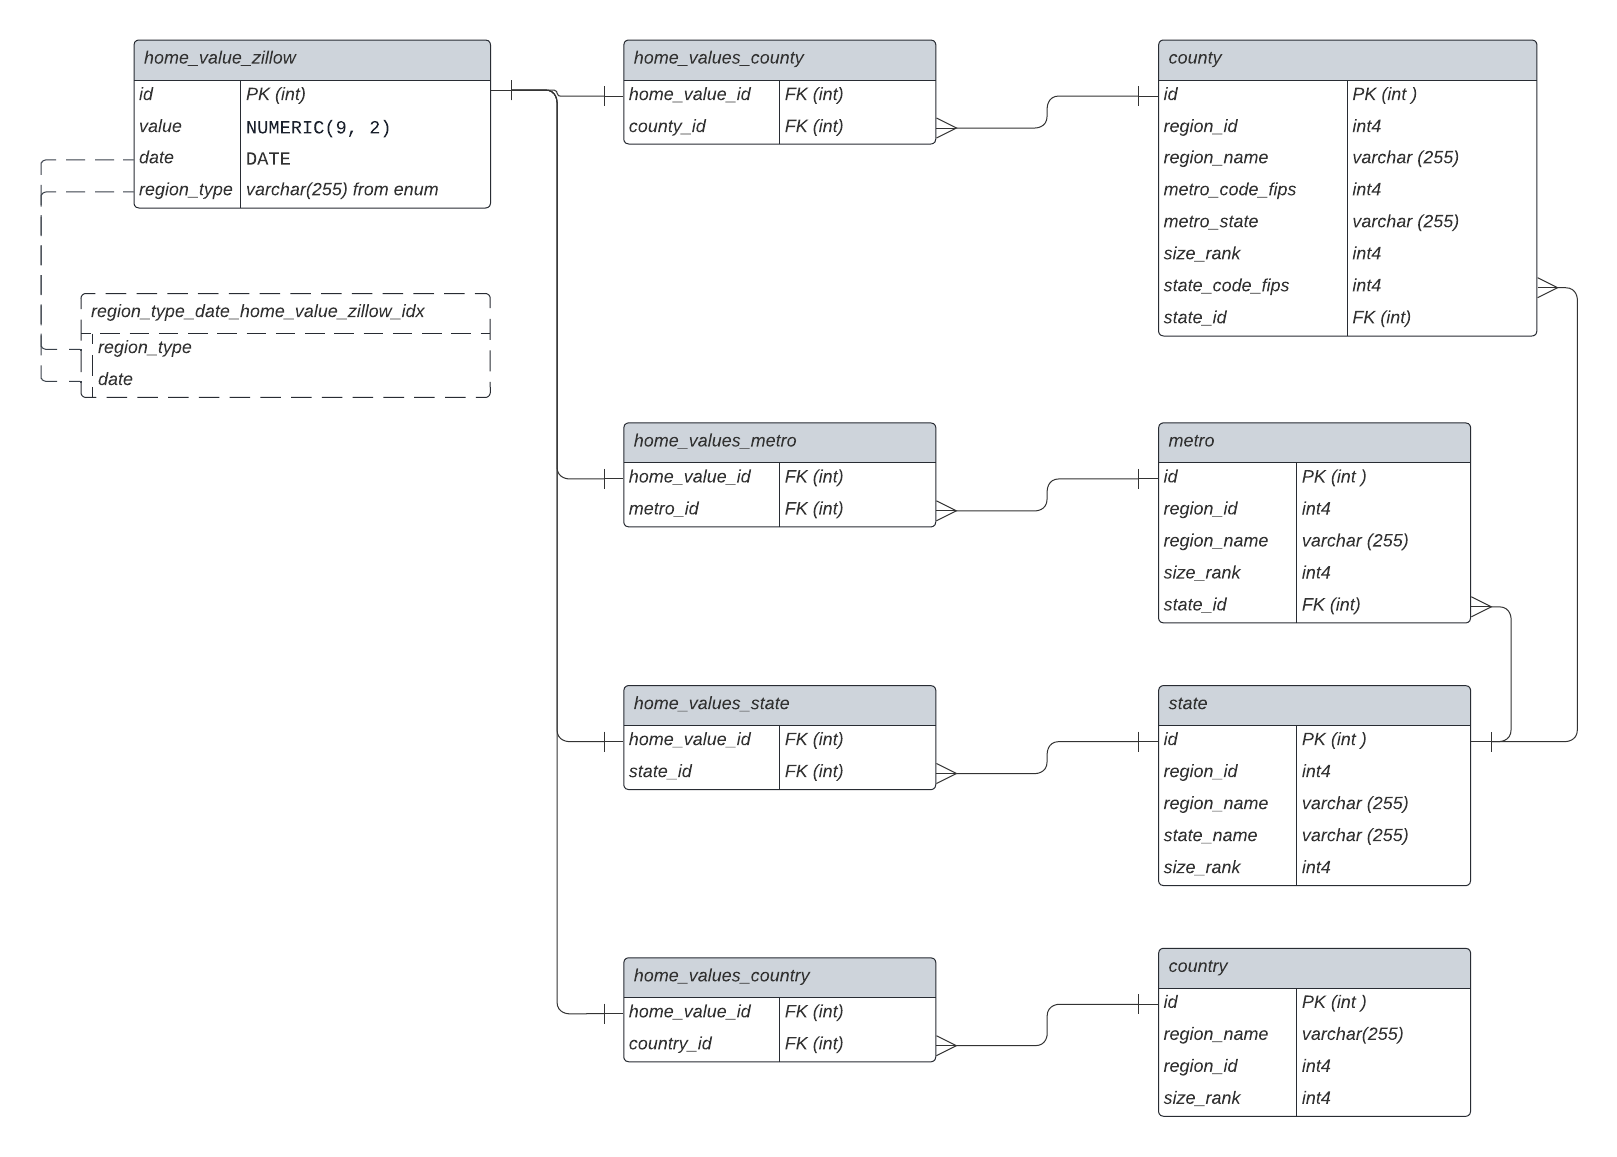 home_value_zillow
id PK (int)
value NUMERIC(9, 2)
date DATE
region_type varchar(255) from enum
region_type_date_home_value_zillow_idx
region_type
date
home_values_county
home_value_id FK (int)
county_id FK (int)
county
id PK (int )
region_id int4
region_name varchar (255)
metro_code_fips int4
metro_state varchar (255)
size_rank int4
state_code_fips int4
state_id FK (int)
home_values_metro
home_value_id FK (int)
metro_id FK (int)
metro
id PK (int )
region_id int4
region_name varchar (255)
size_rank int4
state_id FK (int)
home_values_state
home_value_id FK (int)
state_id FK (int)
state
id PK (int )
region_id int4
region_name varchar (255)
state_name varchar (255)
size_rank int4
home_values_country
home_value_id FK (int)
country_id FK (int)
country
id PK (int )
region_name varchar(255)
region_id int4
size_rank int4